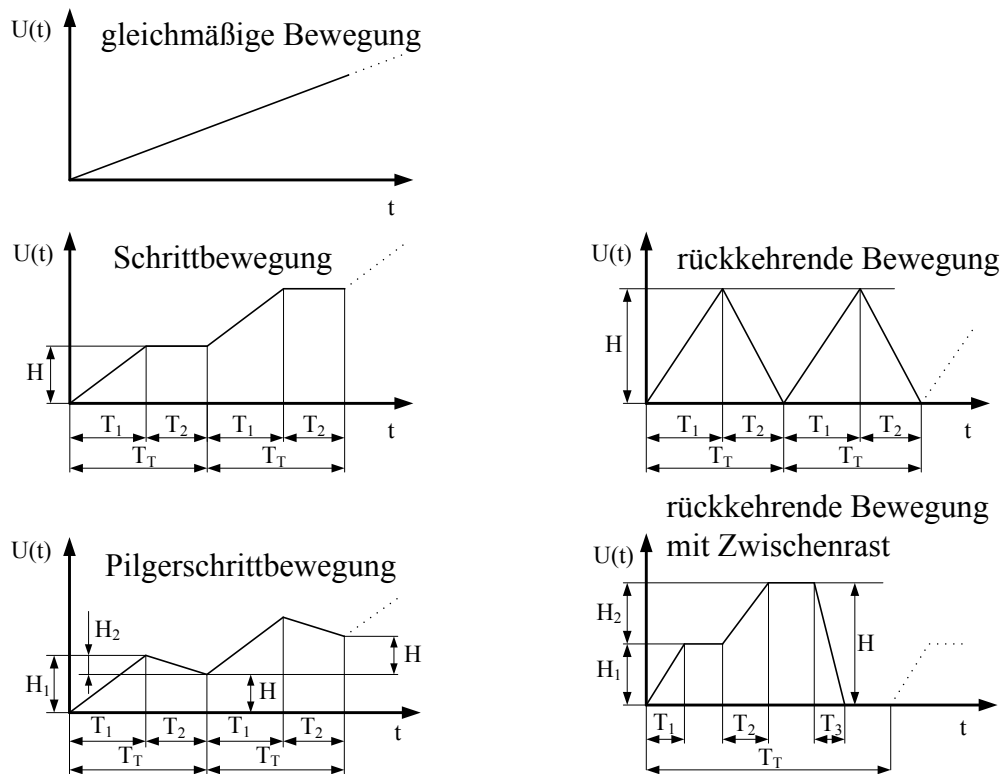 U(t)
gleichmäßige Bewegung
t
U(t)
Schrittbewegung
H
T1 T2 T1 T2
t
TT TT
U(t)
rückkehrende Bewegung
H
T1 T2 T1 T2
t
TT TT
U(t)
Pilgerschrittbewegung
H2
H1
H
H
T1 T2 T1 T2
t
TT TT
rückkehrende Bewegung
mit Zwischenrast
U(t)
H2
H
H1
T1 T2 T3
t
TT